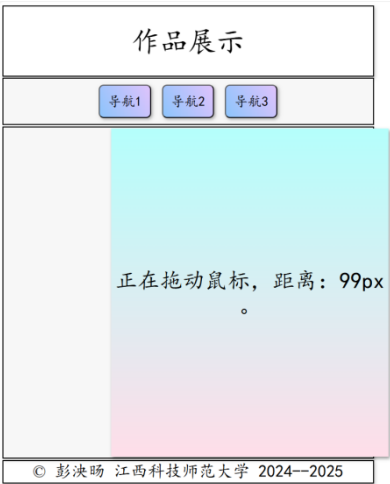 作品展示
导航1 导航2 导航3
正在拖动鼠标，距离：99px
。
© 彭泱旸 江西科技师范大学 2024--2025